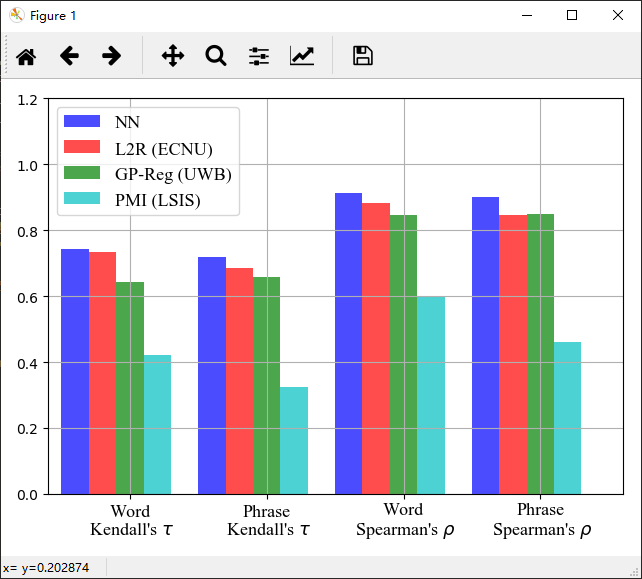 Figure 1
1.2
1.0
0.8
0.6
0.4
0.2
0.0
NN
L2R (ECNU)
GP-Reg (UWB)
PMI (LSIS)
Word
Kendall's τ
Phrase
Kendall's τ
Word
Spearman's ρ
Phrase
Spearman's ρ
x= y=0.202874